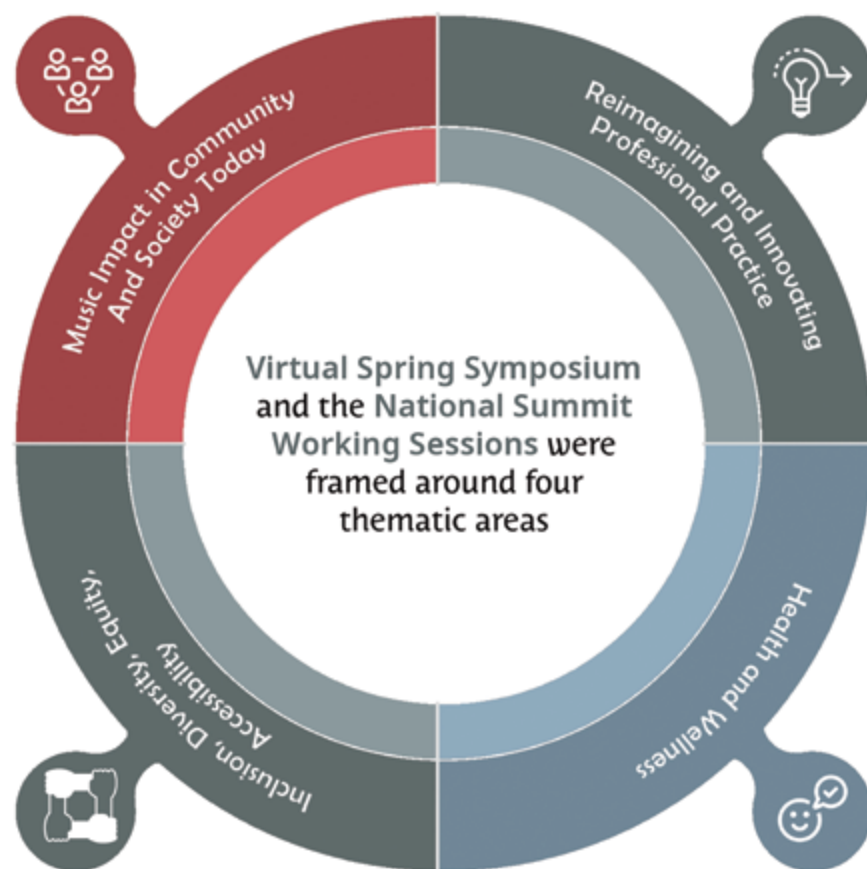 Music Impact in Community
And Society Today
Reimagining and Innovating
Professional Practice
Virtual Spring Symposium
and the National Summit
Working Sessions were
framed around four
thematic areas
Inclusion, Diversity, Equity,
Accessibility
Health and Wellness